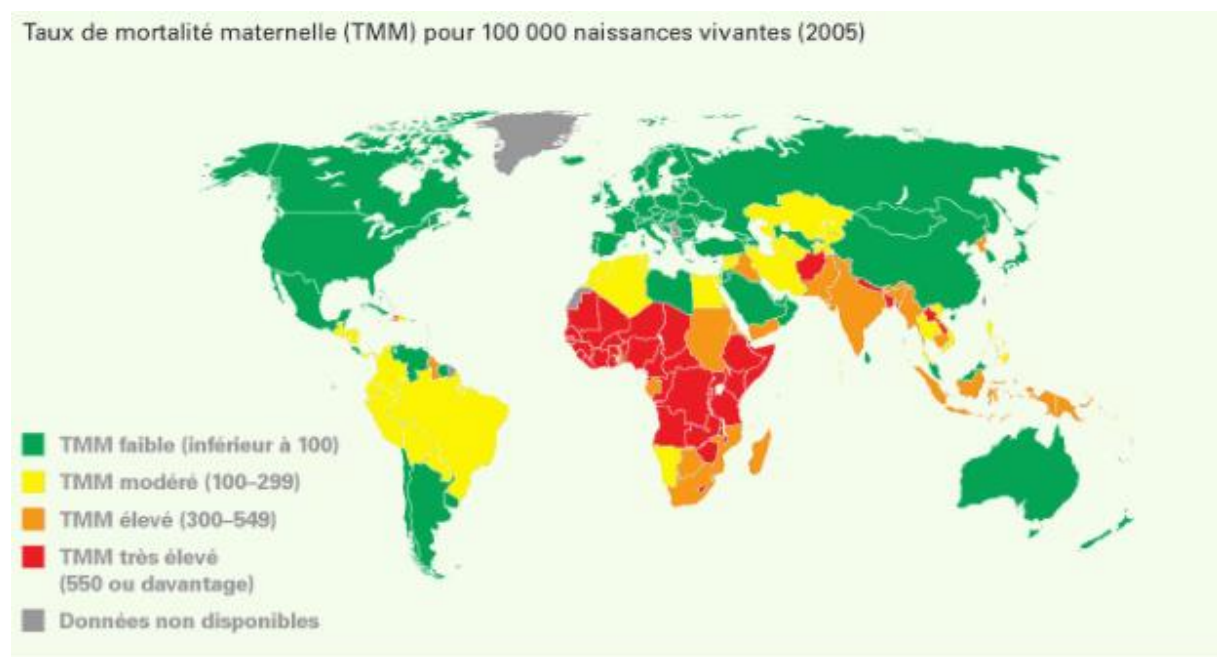 Taux de mortalité maternelle (TMM) pour 100 000 naissances vivantes (2005)
TMM faible (inférieur à 100)
TMM modéré (100–299)
TMM élevé (300–549)
TMM très élevé
(550 ou davantage)
Données non disponibles